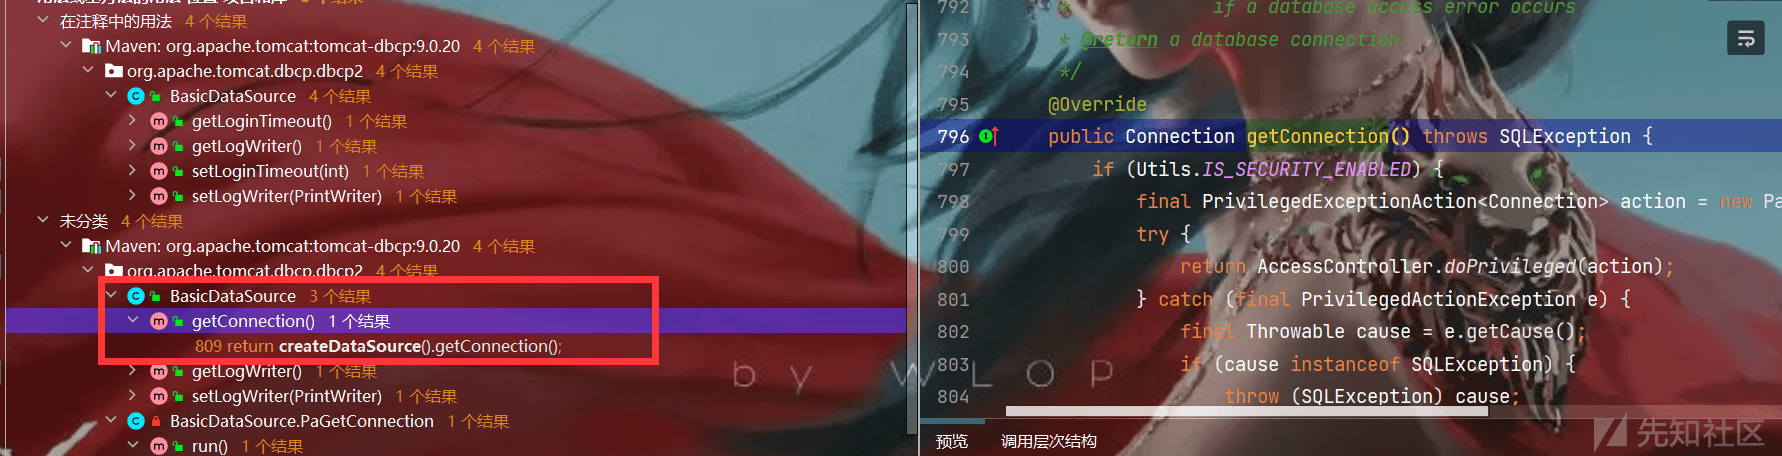 在注释中的用法 4 个结果
Maven: org.apache.tomcat:tomcat-dbcp:9.0.20 4 个结果
org.apache.tomcat.dbcp.dbcp2 4 个结果
BasicDataSource 4 个结果
getLoginTimeout() 1 个结果
getLogWriter() 1 个结果
setLoginTimeout(int) 1 个结果
setLogWriter(PrintWriter) 1 个结果
未分类 4 个结果
Maven: org.apache.tomcat:tomcat-dbcp:9.0.20 4 个结果
org.apache.tomcat.dbcp.dbcp2 4 个结果
BasicDataSource 3 个结果
getConnection() 1 个结果
809 return createDataSource().getConnection();
getLogWriter() 1 个结果
setLogWriter(PrintWriter) 1 个结果
BasicDataSource.PaGetConnection 1 个结果
run() 1 个结果
792 * if a database access error occurs
793 * @return a database connection
794 */
795 @Override
796 public Connection getConnection() throws SQLException {
797 if (Utils.IS_SECURITY_ENABLED) {
798 final PrivilegedExceptionAction<Connection> action = new Pa
799 try {
800 return AccessController.doPrivileged(action);
801 } catch (final PrivilegedActionException e) {
802 final Throwable cause = e.getCause();
803 if (cause instanceof SQLException) {
804 throw (SQLException) cause;
预览 调用层次结构
by WLOP
先知社区